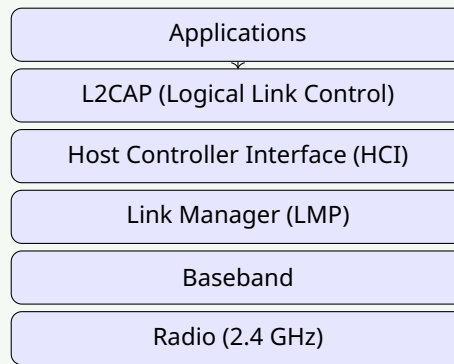 Applications
L2CAP (Logical Link Control)
Host Controller Interface (HCI)
Link Manager (LMP)
Baseband
Radio (2.4 GHz)